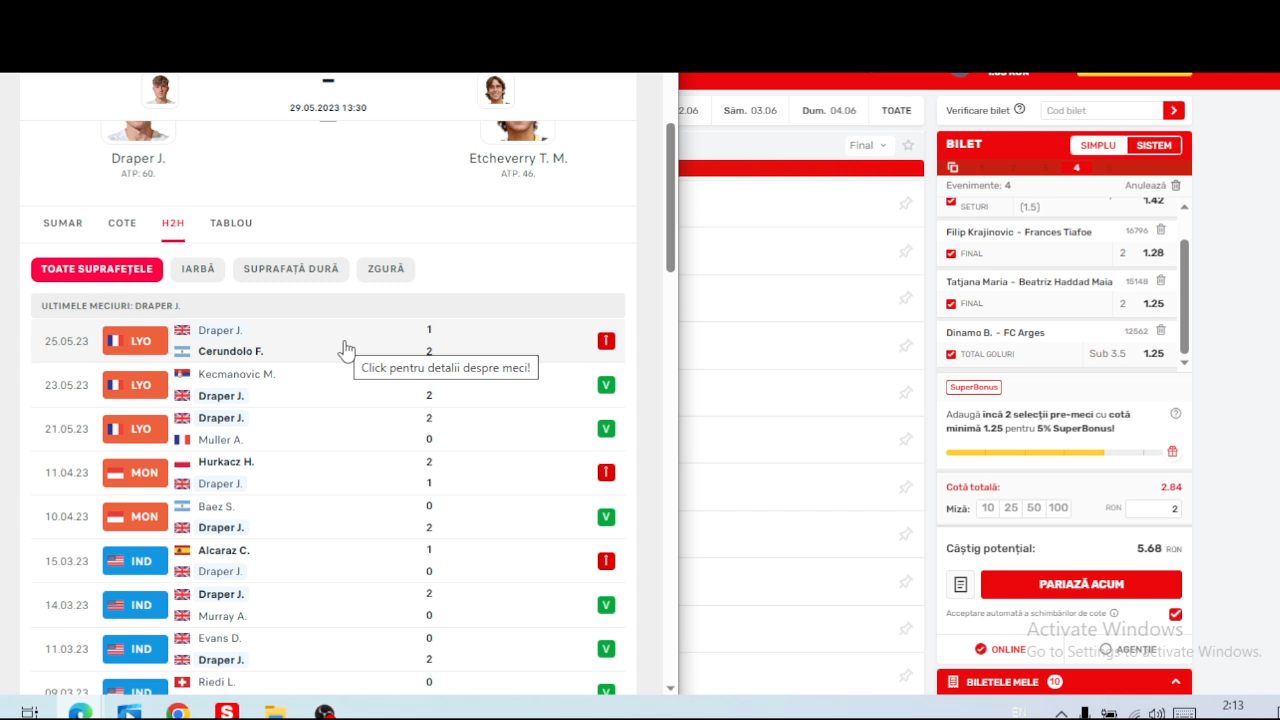 29.05.2023 13:30
Draper J.
ATP: 60.
Etcheverry T. M.
ATP: 46.
SUMAR COTE H2H TABLOU
TOATE SUPRAFEȚELE IARBĂ SUPRAFAȚĂ DURĂ ZGURĂ
ULTIMELE MECIURI: DRAPER J.
25.05.23 LYO Draper J. 1 Î
Cerundolo F. 2
Click pentru detalii despre meci!
23.05.23 LYO Kecmanovic M. V
Draper J. 2
21.05.23 LYO Draper J. 2 V
Muller A. 0
11.04.23 MON Hurkacz H. 2 Î
Draper J. 1
10.04.23 MON Baez S. 0 V
Draper J. 2
15.03.23 IND Alcaraz C. 1 Î
Draper J. 0
14.03.23 IND Draper J. 2 V
Murray A. 0
11.03.23 IND Evans D. 0 V
Draper J. 2
09.03.23 IND Riedi L. 0 V
2.06 Sâm. 03.06 Dum. 04.06 TOATE
Final
Verificare bilet Cod bilet
BILET SIMPLU SISTEM
4
Evenimente: 4 Anulează
SETURI (1.5) 1.42
Filip Krajinovic - Frances Tiafoe 16796
FINAL 2 1.28
Tatjana Maria - Beatriz Haddad Maia 15148
FINAL 2 1.25
Dinamo B. - FC Arges 12562
TOTAL GOLURI Sub 3.5 1.25
SuperBonus
Adaugă încă 2 selecții pre-meci cu cotă
minimă 1.25 pentru 5% SuperBonus!
Cotă totală: 2.84
Miză: 10 25 50 100 RON 2
Câștig potențial: 5.68 RON
PARIAZĂ ACUM
Acceptare automată a schimbărilor de cote
Activate Windows
Go to Settings to activate Windows.
ONLINE AGENȚIE
BILETELE MELE 10
EN
2:13